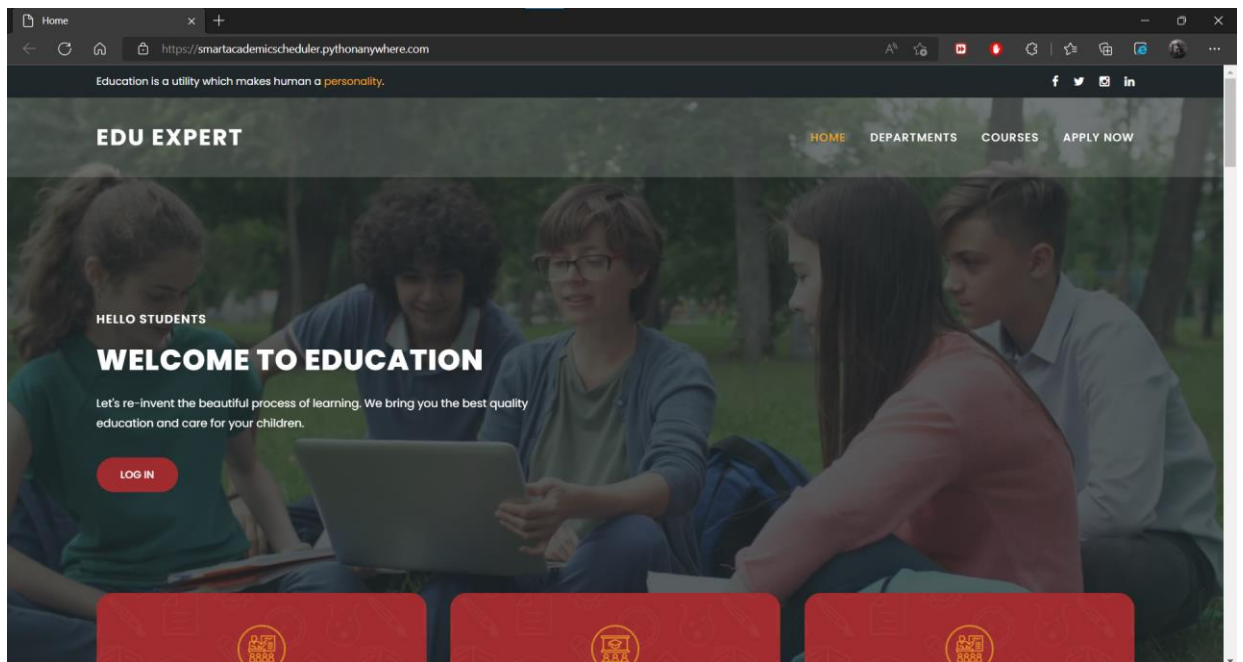 Home
https://smartacademicscheduler.pythonanywhere.com
Education is a utility which makes human a personality.
EDU EXPERT
HOME DEPARTMENTS COURSES APPLY NOW
HELLO STUDENTS
WELCOME TO EDUCATION
Let's re-invent the beautiful process of learning. We bring you the best quality
education and care for your children.
LOG IN